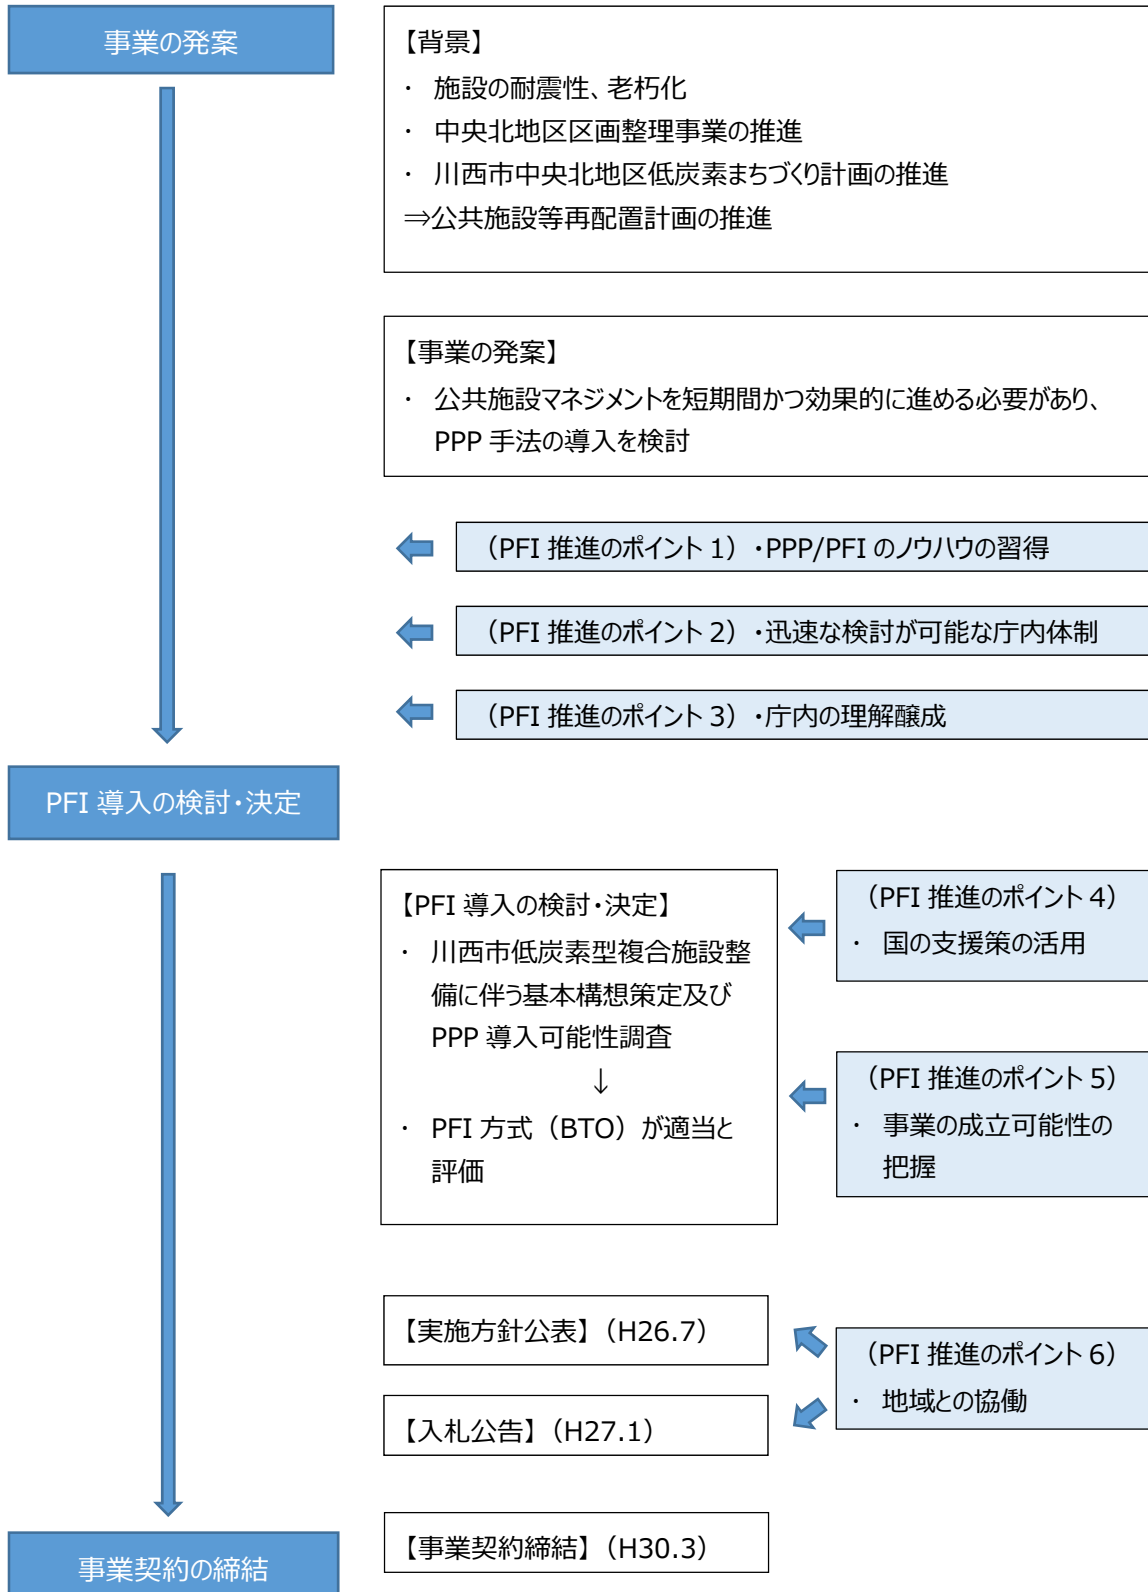 事業の発案
【背景】
・ 施設の耐震性、老朽化
・ 中央北地区区画整理事業の推進
・ 川西市中央北地区低炭素まちづくり計画の推進
⇒公共施設等再配置計画の推進
【事業の発案】
・ 公共施設マネジメントを短期間かつ効果的に進める必要があり、
PPP 手法の導入を検討
（PFI 推進のポイント 1）・PPP/PFI のノウハウの習得
（PFI 推進のポイント 2）・迅速な検討が可能な庁内体制
（PFI 推進のポイント 3）・庁内の理解醸成
PFI 導入の検討・決定
【PFI 導入の検討・決定】
・ 川西市低炭素型複合施設整
備に伴う基本構想策定及び
PPP 導入可能性調査
↓
・ PFI 方式（BTO）が適当と
評価
（PFI 推進のポイント 4）
・ 国の支援策の活用
（PFI 推進のポイント 5）
・ 事業の成立可能性の
把握
【実施方針公表】（H26.7）
【入札公告】（H27.1）
（PFI 推進のポイント 6）
・ 地域との協働
【事業契約締結】（H30.3）
事業契約の締結